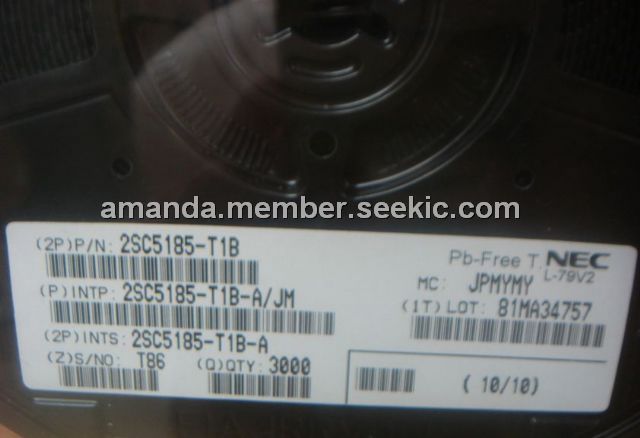 amanda.member.seekic.com
(2P)P/N: 2SC5185-T1B
Pb-Free T. NEC
L-79V2
MC: JPMYMY
(P)INTP: 2SC5185-T1B-A/JM
(1T)LOT: 81MA34757
(2P)INTS: 2SC5185-T1B-A
(Z)S/NO: T86 (Q)QTY: 3000
(10/10)